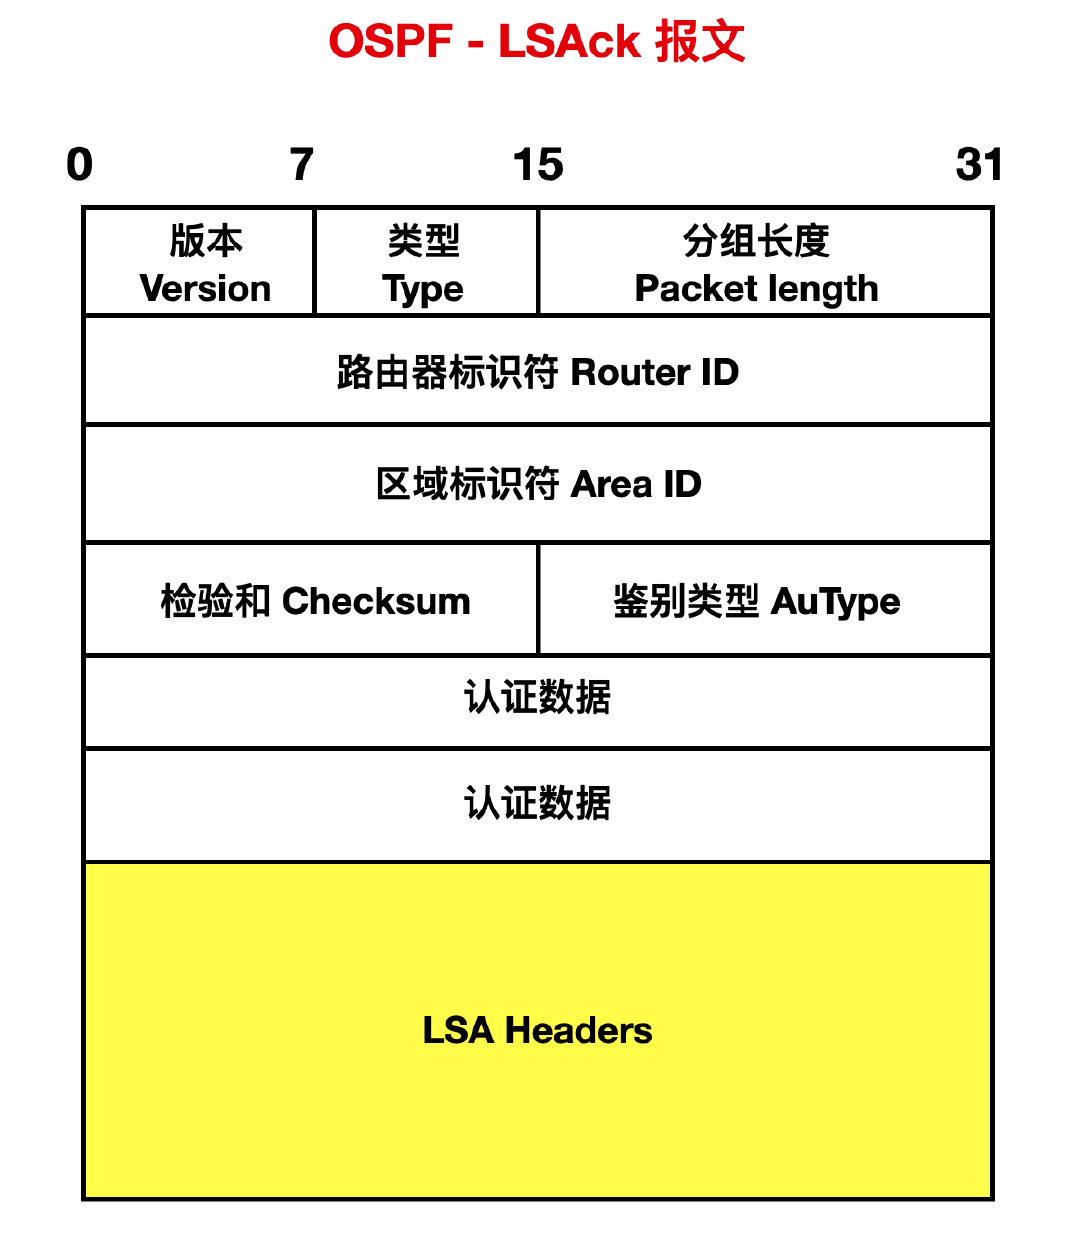 OSPF - LSAck 报文
0 7 15 31
版本 类型 分组长度
Version Type Packet length
路由器标识符 Router ID
区域标识符 Area ID
检验和 Checksum 鉴别类型 AuType
认证数据
认证数据
LSA Headers